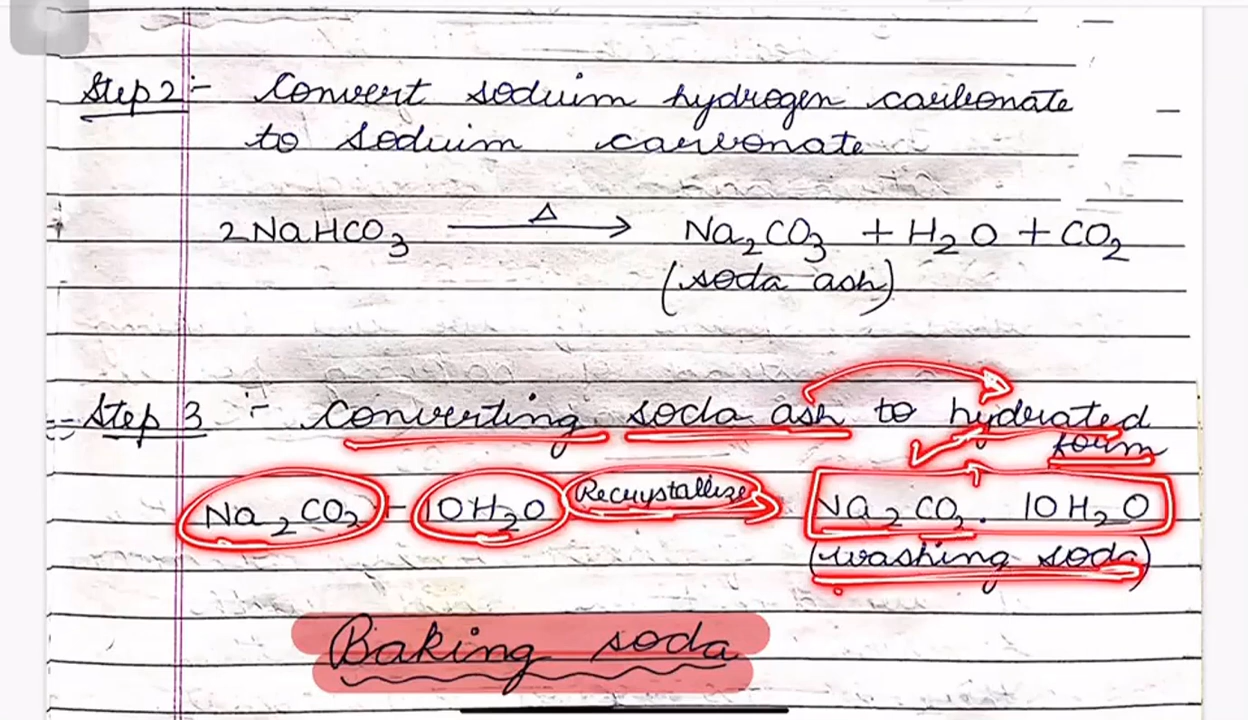 Step 2:- Convert sodium hydrogen carbonate
to sodium carbonate
2NaHCO₃ —Δ→ Na₂CO₃ + H₂O + CO₂
(soda ash)
Step 3 :- Converting soda ash to hydrated
form
Na₂CO₃ + 10H₂O Recrystallize → Na₂CO₃. 10H₂O
(washing soda)
Baking soda